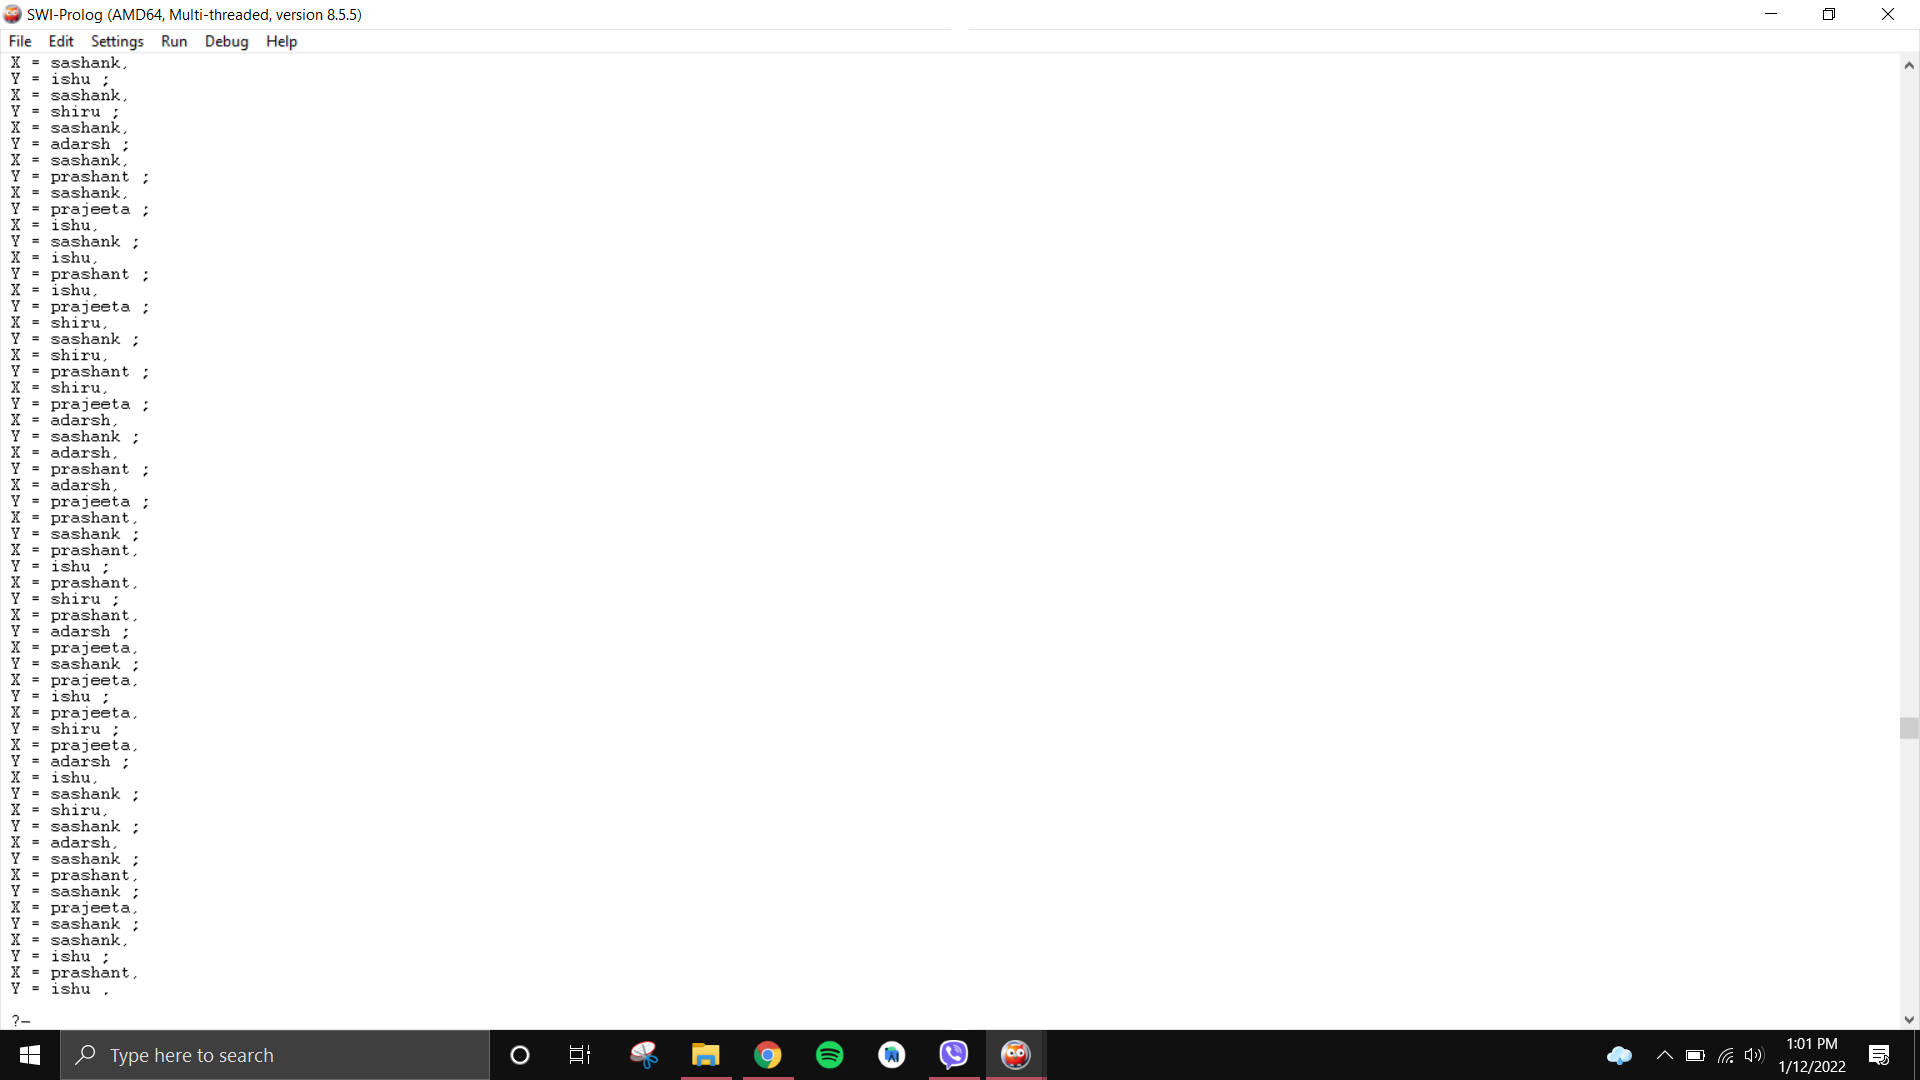 SWI-Prolog (AMD64, Multi-threaded, version 8.5.5)
File Edit Settings Run Debug Help
X = sashank,
Y = ishu ;
X = sashank,
Y = shiru ;
X = sashank,
Y = adarsh ;
X = sashank,
Y = prashant ;
X = sashank,
Y = prajeeta ;
X = ishu,
Y = sashank ;
X = ishu,
Y = prashant ;
X = ishu,
Y = prajeeta ;
X = shiru,
Y = sashank ;
X = shiru,
Y = prashant ;
X = shiru,
Y = prajeeta ;
X = adarsh,
Y = sashank ;
X = adarsh,
Y = prashant ;
X = adarsh,
Y = prajeeta ;
X = prashant,
Y = sashank ;
X = prashant,
Y = ishu ;
X = prashant,
Y = shiru ;
X = prashant,
Y = adarsh ;
X = prajeeta,
Y = sashank ;
X = prajeeta,
Y = ishu ;
X = prajeeta,
Y = shiru ;
X = prajeeta,
Y = adarsh ;
X = ishu,
Y = sashank ;
X = shiru,
Y = sashank ;
X = adarsh,
Y = sashank ;
X = prashant,
Y = sashank ;
X = prajeeta,
Y = sashank ;
X = sashank,
Y = ishu ;
X = prashant,
Y = ishu .
?-
Type here to search
1:01 PM
1/12/2022